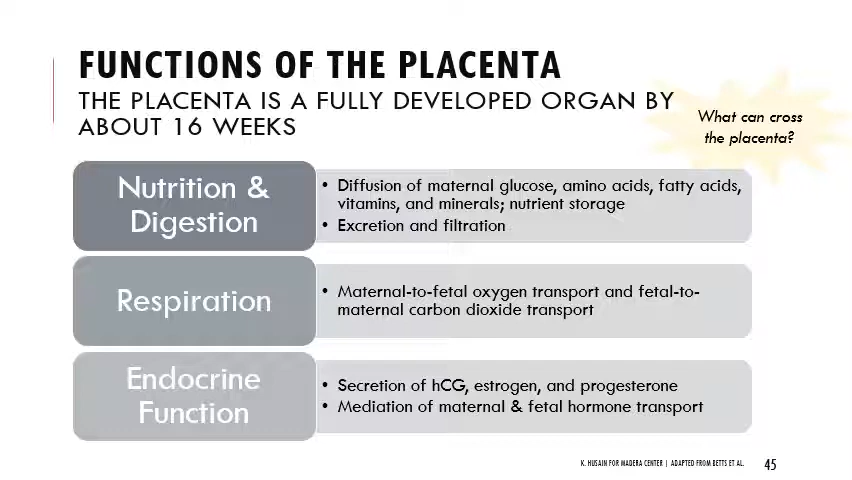 FUNCTIONS OF THE PLACENTA
THE PLACENTA IS A FULLY DEVELOPED ORGAN BY
ABOUT 16 WEEKS
What can cross
the placenta?
Nutrition &
Digestion
• Diffusion of maternal glucose, amino acids, fatty acids,
vitamins, and minerals; nutrient storage
• Excretion and filtration
Respiration
• Maternal-to-fetal oxygen transport and fetal-to-
maternal carbon dioxide transport
Endocrine
Function
• Secretion of hCG, estrogen, and progesterone
• Mediation of maternal & fetal hormone transport
K. HUSAIN FOR MADERA CENTER | ADAPTED FROM BETTS ET AL.
45